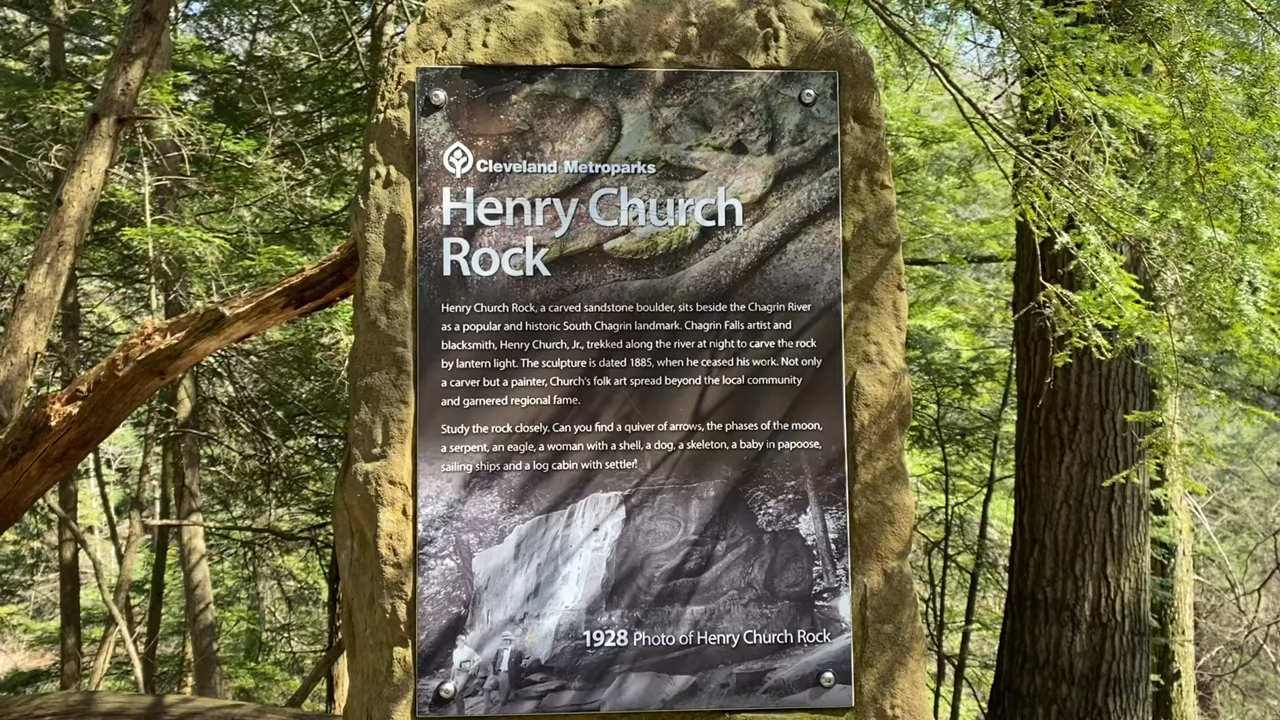 Cleveland Metroparks
Henry Church
Rock
Henry Church Rock, a carved sandstone boulder, sits beside the Chagrin River
as a popular and historic South Chagrin landmark. Chagrin Falls artist and
blacksmith, Henry Church, Jr., trekked along the river at night to carve the rock
by lantern light. The sculpture is dated 1885, when he ceased his work. Not only
a carver but a painter, Church's folk art spread beyond the local community
and garnered regional fame.
Study the rock closely. Can you find a quiver of arrows, the phases of the moon,
a serpent, an eagle, a woman with a shell, a dog, a skeleton, a baby in papoose,
sailing ships and a log cabin with settler?
1928 Photo of Henry Church Rock